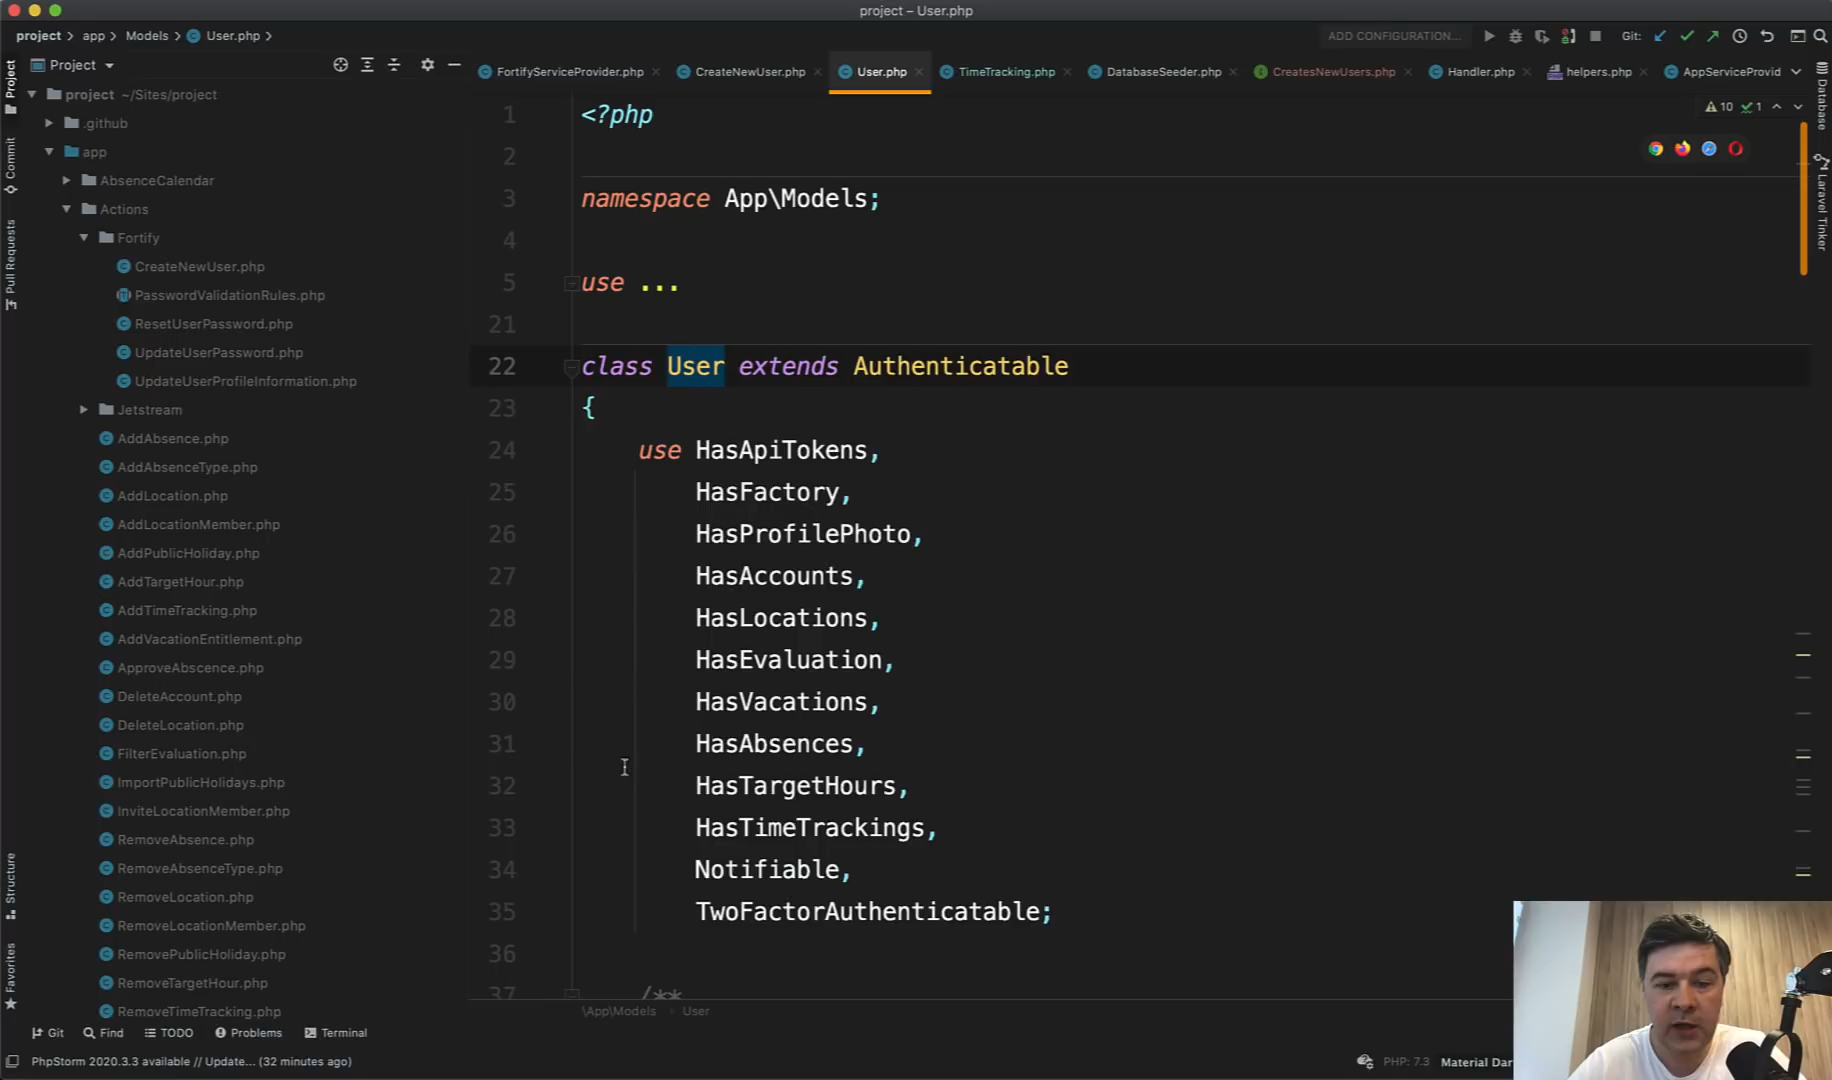 project – User.php
project > app > Models > User.php >
ADD CONFIGURATION...
Git:
Project
FortifyServiceProvider.php
CreateNewUser.php
User.php
TimeTracking.php
DatabaseSeeder.php
CreatesNewUsers.php
Handler.php
helpers.php
AppServiceProvid
Project
Commit
Pull Requests
Structure
Favorites
Database
Laravel Tinker
project ~/Sites/project
.github
app
AbsenceCalendar
Actions
Fortify
CreateNewUser.php
PasswordValidationRules.php
ResetUserPassword.php
UpdateUserPassword.php
UpdateUserProfileInformation.php
Jetstream
AddAbsence.php
AddAbsenceType.php
AddLocation.php
AddLocationMember.php
AddPublicHoliday.php
AddTargetHour.php
AddTimeTracking.php
AddVacationEntitlement.php
ApproveAbscence.php
DeleteAccount.php
DeleteLocation.php
FilterEvaluation.php
ImportPublicHolidays.php
InviteLocationMember.php
RemoveAbsence.php
RemoveAbsenceType.php
RemoveLocation.php
RemoveLocationMember.php
RemovePublicHoliday.php
RemoveTargetHour.php
RemoveTimeTracking.php
10 1
1 <?php
2
3 namespace App\Models;
4
5 use ...
21
22 class User extends Authenticatable
23 {
24 use HasApiTokens,
25 HasFactory,
26 HasProfilePhoto,
27 HasAccounts,
28 HasLocations,
29 HasEvaluation,
30 HasVacations,
31 HasAbsences,
32 HasTargetHours,
33 HasTimeTrackings,
34 Notifiable,
35 TwoFactorAuthenticatable;
36
37 /**
\App\Models > User
Git Find TODO Problems Terminal
PhpStorm 2020.3.3 available // Update... (32 minutes ago)
PHP: 7.3 Material Dar